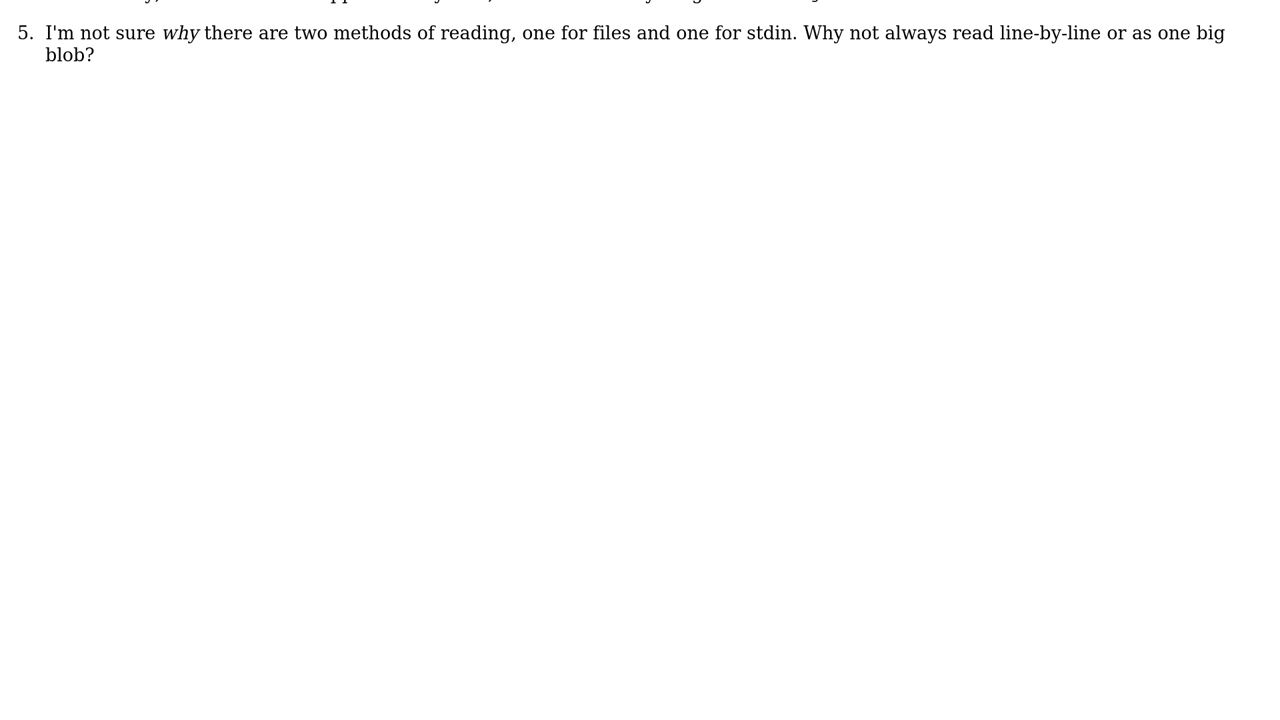 5. I'm not sure why there are two methods of reading, one for files and one for stdin. Why not always read line-by-line or as one big
blob?